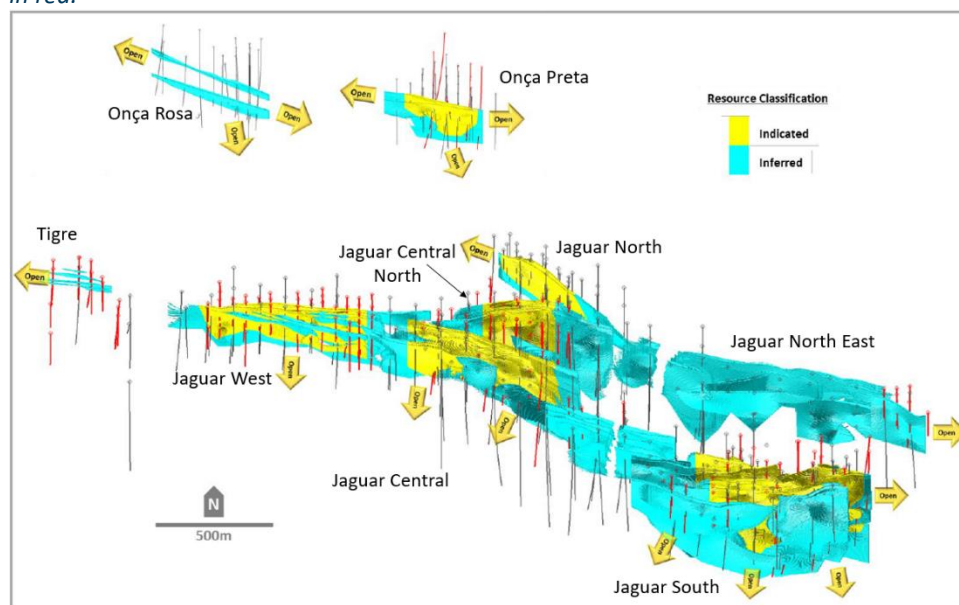 in red.
Open
Onça Rosa
Open
Open
Open
Onça Preta
Open
Open
Resource Classification
Indicated
Inferred
Tigre
Open
Jaguar Central
North
Open
Jaguar North
Jaguar North East
Jaguar West
Open
Open
Open
Open
Jaguar Central
Open
N
500m
Open
Jaguar South
Open
Open